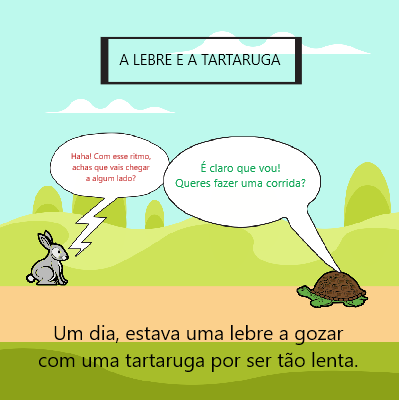 A LEBRE E A TARTARUGA
Haha! Com esse ritmo,
achas que vais chegar
a algum lado?
É claro que vou!
Queres fazer uma corrida?
Um dia, estava uma lebre a gozar
com uma tartaruga por ser tão lenta.